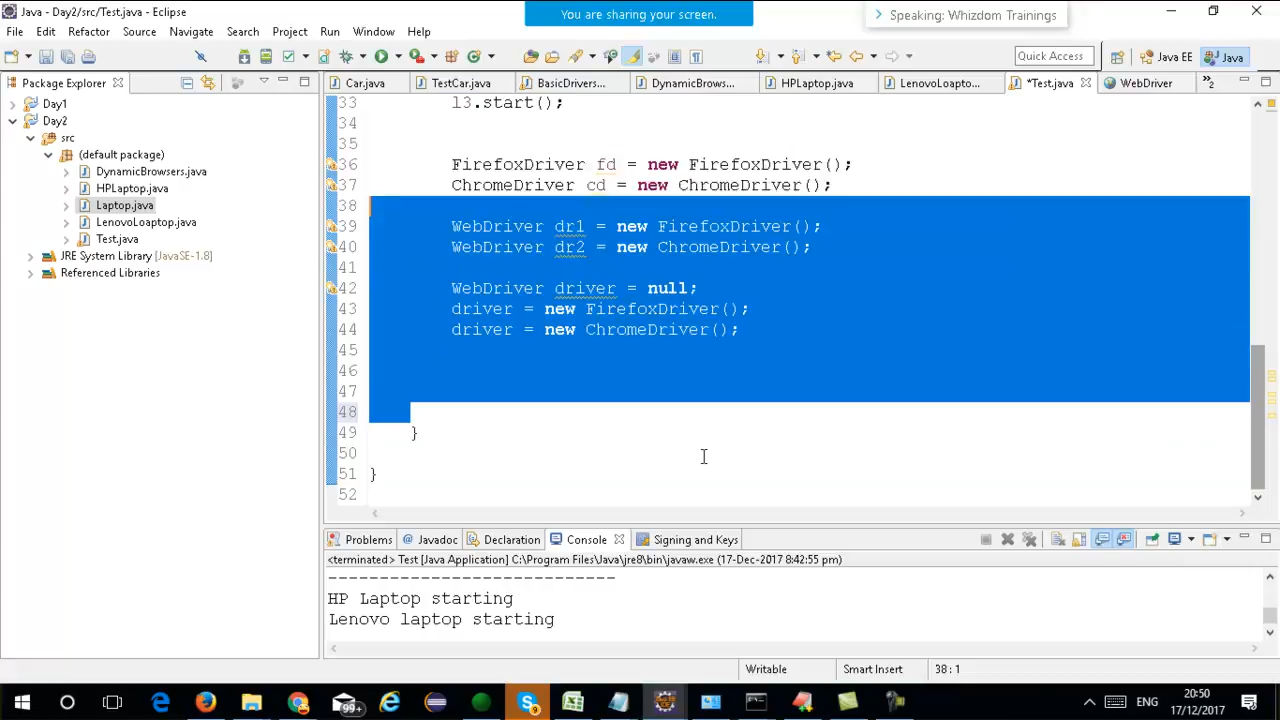 Java - Day2/src/Test.java - Eclipse
You are sharing your screen.
Speaking: Whizdom Trainings
File Edit Refactor Source Navigate Search Project Run Window Help
Quick Access
Java EE
Java
Package Explorer
Car.java
TestCar.java
BasicDrivers...
DynamicBrows...
HPLaptop.java
LenovoLoapto...
*Test.java
WebDriver
»2
Day1
Day2
src
(default package)
DynamicBrowsers.java
HPLaptop.java
Laptop.java
LenovoLoaptop.java
Test.java
JRE System Library [JavaSE-1.8]
Referenced Libraries
33 l3.start();
34
35
36 FirefoxDriver fd = new FirefoxDriver();
37 ChromeDriver cd = new ChromeDriver();
38
39 WebDriver dr1 = new FirefoxDriver();
40 WebDriver dr2 = new ChromeDriver();
41
42 WebDriver driver = null;
43 driver = new FirefoxDriver();
44 driver = new ChromeDriver();
45
46
47
48
49 }
50
51 }
52
Problems @ Javadoc Declaration Console Signing and Keys
<terminated> Test [Java Application] C:\Program Files\Java\jre8\bin\javaw.exe (17-Dec-2017 8:42:55 pm)
----------------------------
HP Laptop starting
Lenovo laptop starting
Writable Smart Insert 38 : 1
99+
9
ENG
20:50
17/12/2017